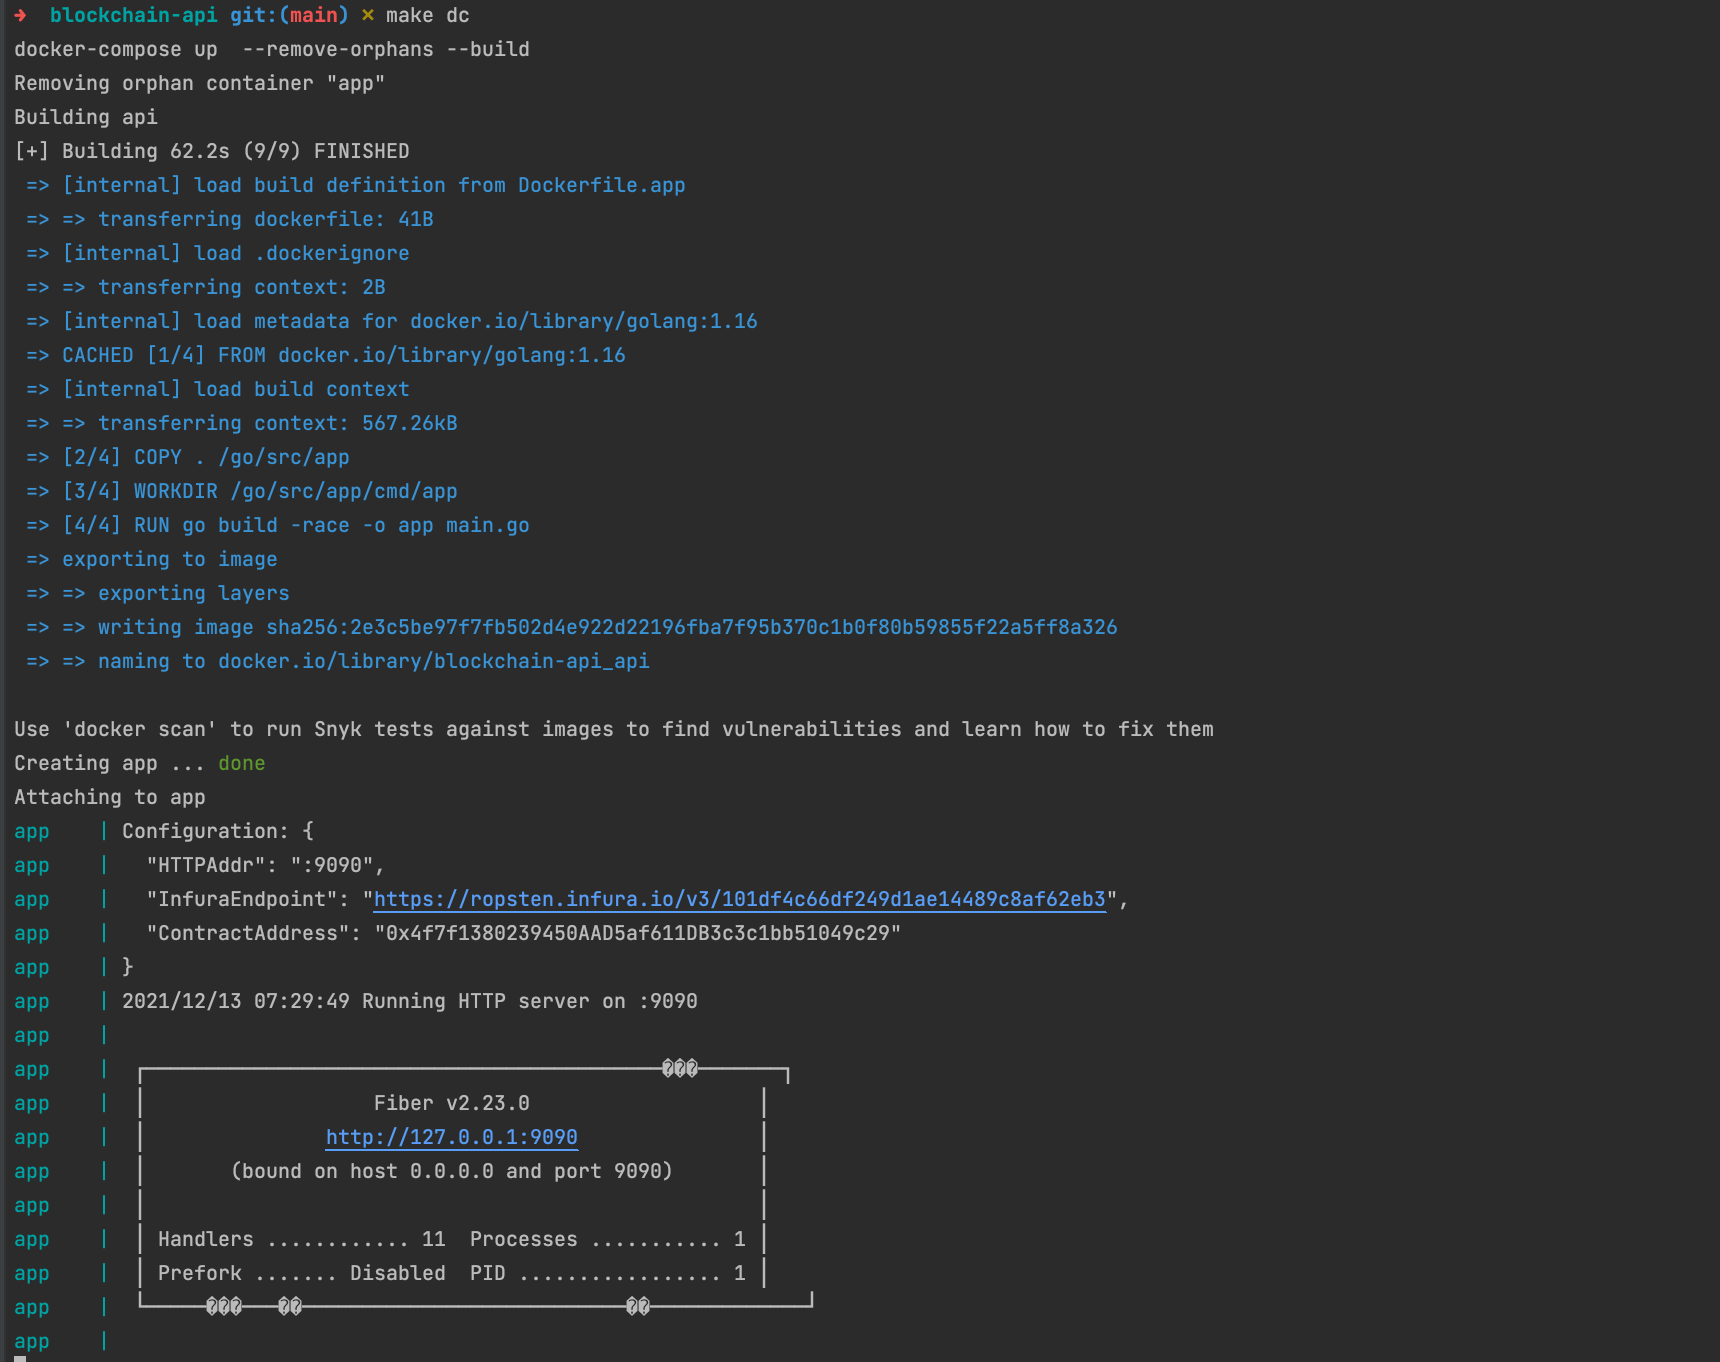 ➜  blockchain-api git:(main) ✗ make dc
docker-compose up  --remove-orphans --build
Removing orphan container "app"
Building api
[+] Building 62.2s (9/9) FINISHED
 => [internal] load build definition from Dockerfile.app
 => => transferring dockerfile: 41B
 => [internal] load .dockerignore
 => => transferring context: 2B
 => [internal] load metadata for docker.io/library/golang:1.16
 => CACHED [1/4] FROM docker.io/library/golang:1.16
 => [internal] load build context
 => => transferring context: 567.26kB
 => [2/4] COPY . /go/src/app
 => [3/4] WORKDIR /go/src/app/cmd/app
 => [4/4] RUN go build -race -o app main.go
 => exporting to image
 => => exporting layers
 => => writing image sha256:2e3c5be97f7fb502d4e922d22196fba7f95b370c1b0f80b59855f22a5ff8a326
 => => naming to docker.io/library/blockchain-api_api

Use 'docker scan' to run Snyk tests against images to find vulnerabilities and learn how to fix them
Creating app ... done
Attaching to app
app    | Configuration: {
app    |   "HTTPAddr": ":9090",
app    |   "InfuraEndpoint": "https://ropsten.infura.io/v3/101df4c66df249d1ae14489c8af62eb3",
app    |   "ContractAddress": "0x4f7f1380239450AAD5af611DB3c3c1bb51049c29"
app    | }
app    | 2021/12/13 07:29:49 Running HTTP server on :9090
app    |
app    |  ┌───────────────────────────────────────────���───────┐
app    |  │                   Fiber v2.23.0                   │
app    |  │               http://127.0.0.1:9090               │
app    |  │       (bound on host 0.0.0.0 and port 9090)       │
app    |  │                                                   │
app    |  │ Handlers ............ 11  Processes ........... 1 │
app    |  │ Prefork ....... Disabled  PID ................. 1 │
app    |  └─────���───��───────────────────────────��─────────────┘
app    |